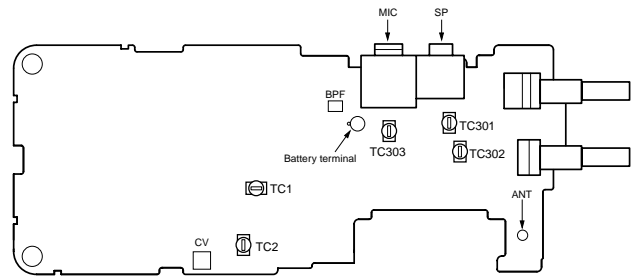 MIC
SP
BPF
TC301
Battery terminal
TC303
TC302
TC1
ANT
CV
TC2